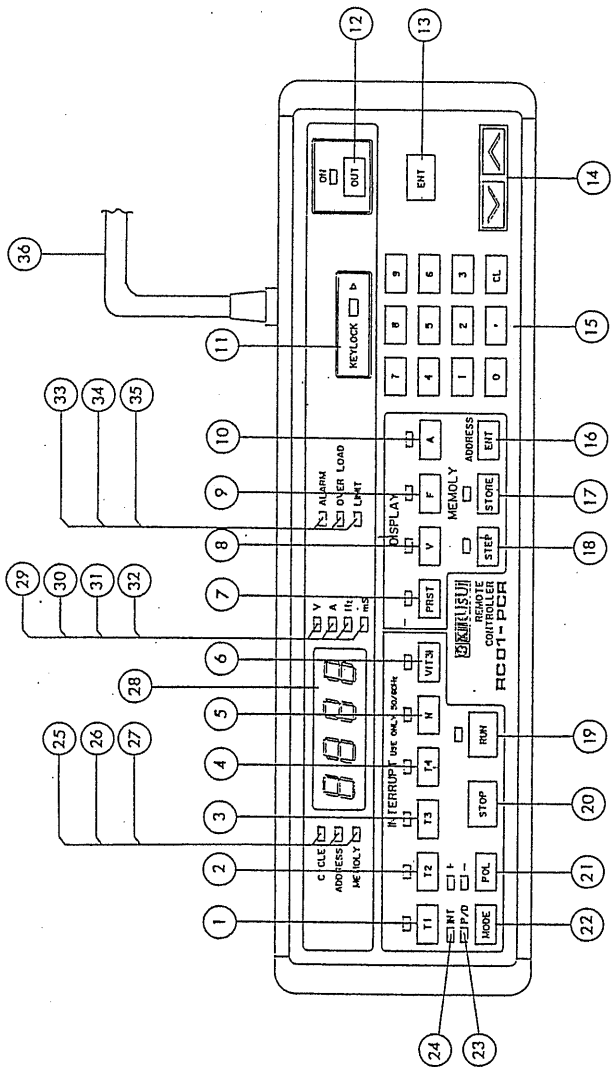 36
33
34
35
29
30
31
32
25
26
27
28
1
2
3
4
5
6
7
8
9
10
11
12
13
CYCLE
ADDRESS
MEMOLY
V
A
Hz
mS
ALARM
OVER LOAD
LIMIT
KEYLOCK
ON
OUT
INTERRUPT USE ONLY 50/60Hz
DISPLAY
T1
T2
T3
T4
N
V(T3)
PRST
V
F
A
7
8
9
ENT
INT
P/D
+
-
4
5
6
MEMOLY
ADDRESS
1
2
3
MODE
POL
STOP
RUN
KIKUSUI
REMOTE
CONTROLLER
RC01-PCR
STEP
STORE
ENT
0
.
CL
24
23
22
21
20
19
18
17
16
15
14